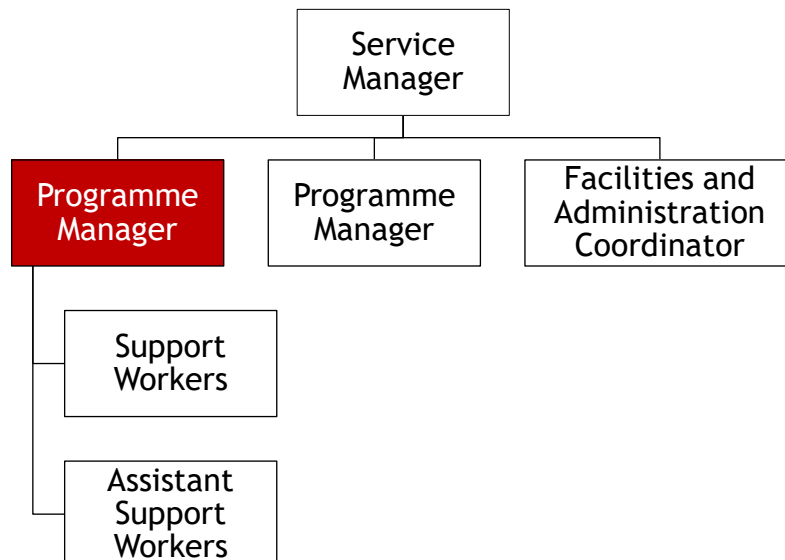 Service
Manager
Programme
Manager
Programme
Manager
Facilities and
Administration
Coordinator
Support
Workers
Assistant
Support
Workers